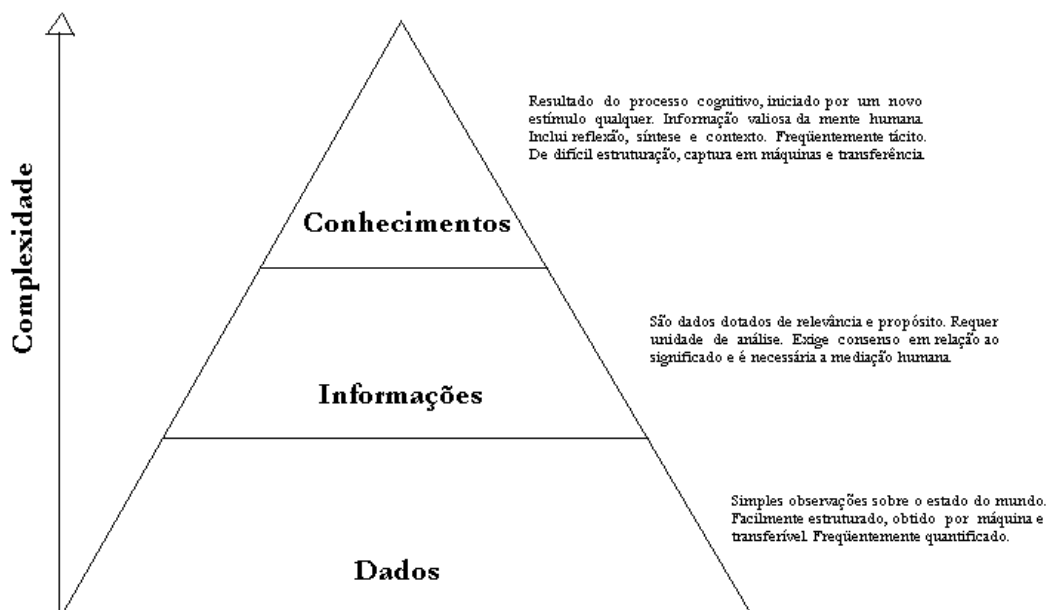 Complexidade
Resultado do processo cognitivo, iniciado por um novo
estímulo qualquer. Informação valiosa da mente humana.
Inclui reflexão, síntese e contexto. Freqüentemente tácito.
De difícil estruturação, captura em máquinas e transferência.
Conhecimentos
São dados dotados de relevância e propósito. Requer
unidade de análise. Exige consenso em relação ao
significado e é necessária a mediação humana.
Informações
Simples observações sobre o estado do mundo.
Facilmente estruturado, obtido por máquina e
transferível. Freqüentemente quantificado.
Dados